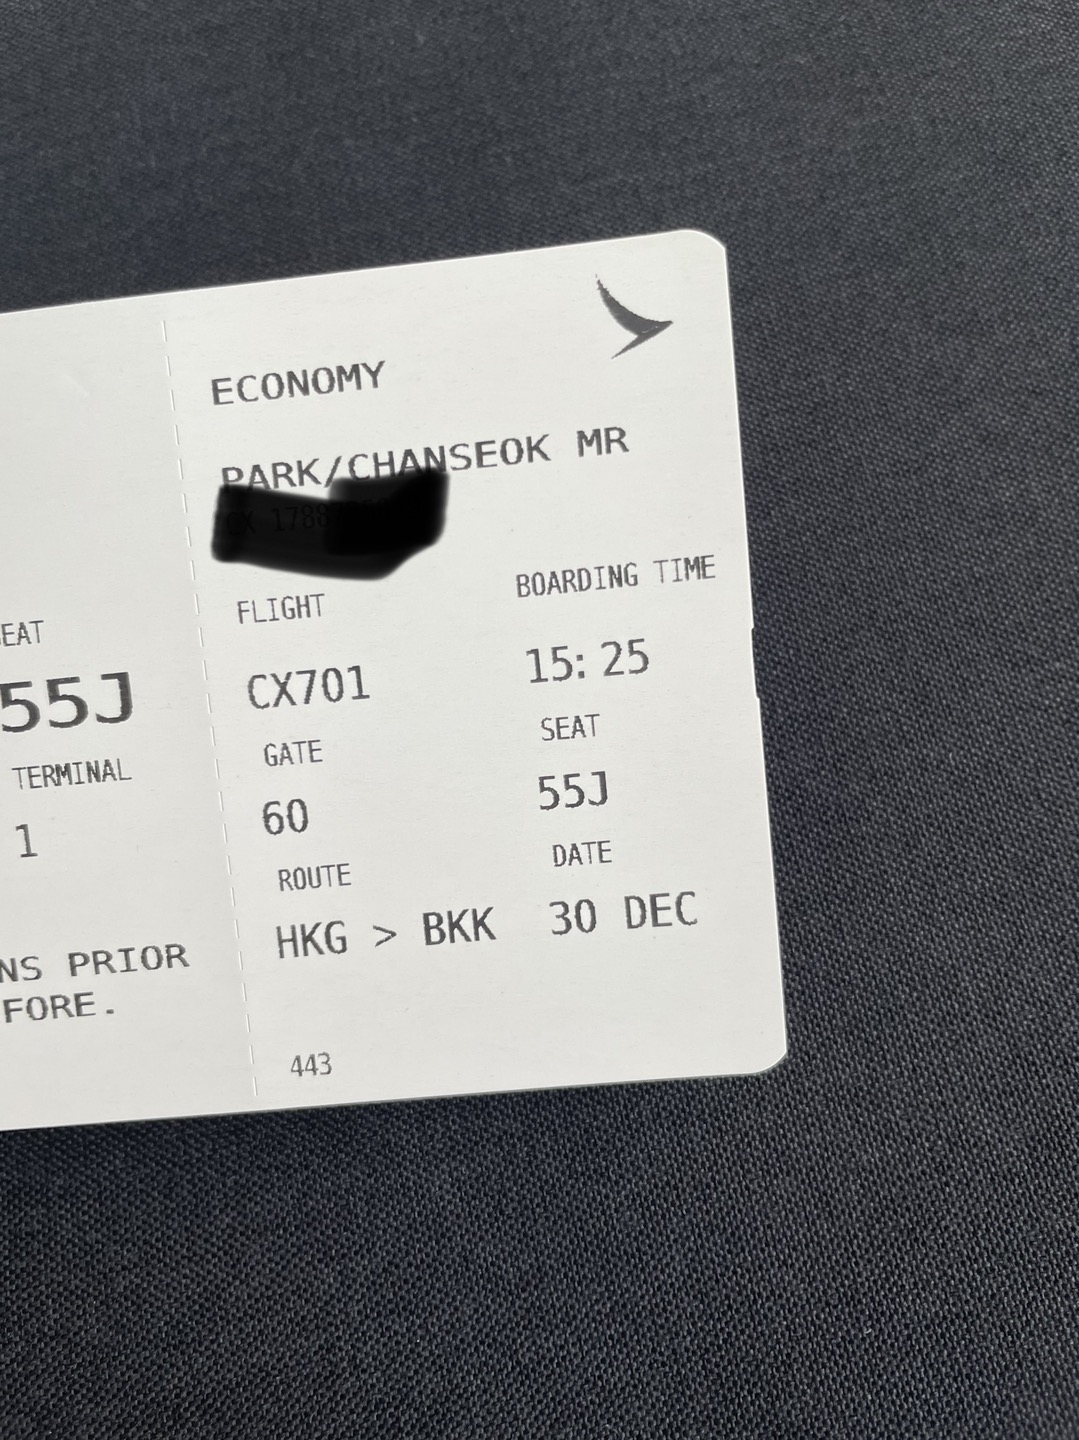 EAT
55J
TERMINAL
1
NS PRIOR
FORE.
ECONOMY
PARK/CHANSEOK MR
FLIGHT BOARDING TIME
CX701 15:25
GATE SEAT
60 55J
ROUTE DATE
HKG > BKK 30 DEC
443